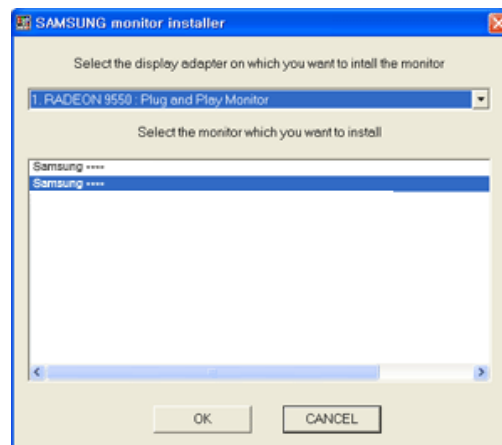 SAMSUNG monitor installer
Select the display adapter on which you want to intall the monitor
1. RADEON 9550 : Plug and Play Monitor
Select the monitor which you want to install
Samsung ----
Samsung ----
OK
CANCEL